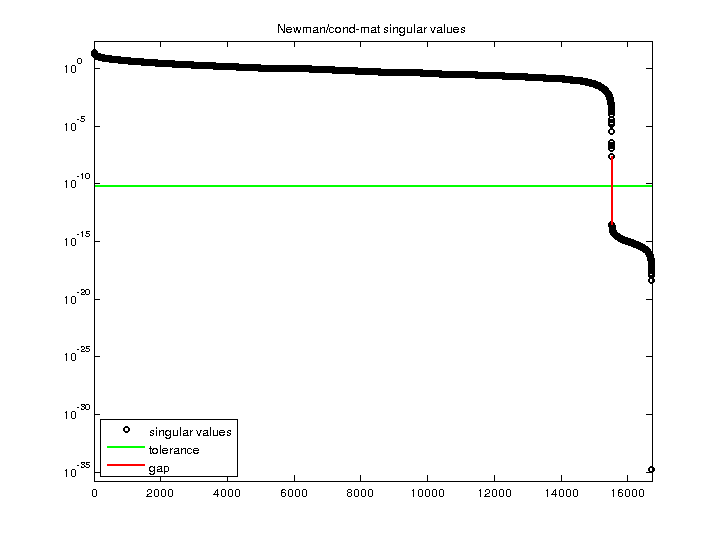 Newman/cond-mat singular values
10^0
10^-5
10^-10
10^-15
10^-20
10^-25
10^-30
10^-35
singular values
tolerance
gap
0 2000 4000 6000 8000 10000 12000 14000 16000